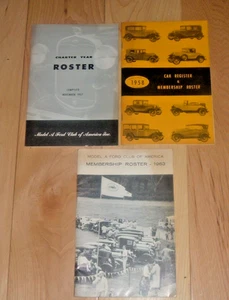 CHARTER YEAR
ROSTER
Model A Ford Club of America Inc.
1958
CAR REGISTER
&
MEMBERSHIP ROSTER
MODEL A FORD CLUB OF AMERICA
MEMBERSHIP ROSTER -